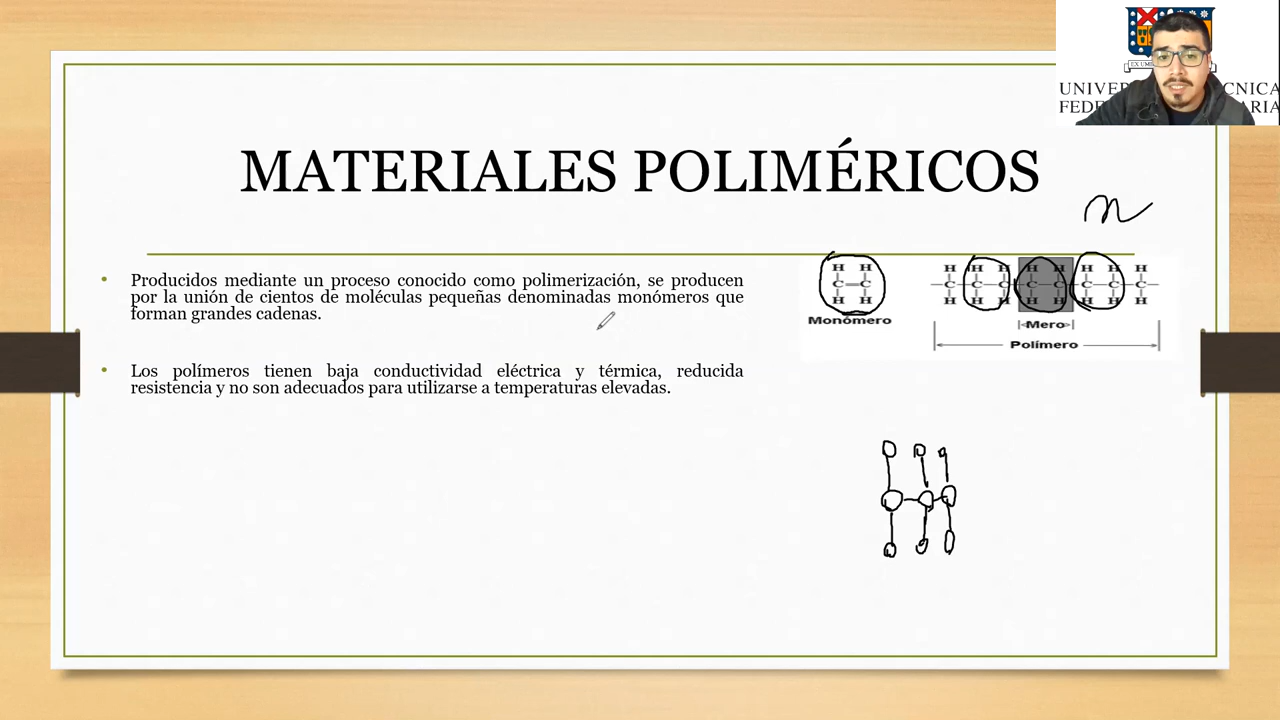 UNIVER CNICA
FEDE ARIA
MATERIALES POLIMÉRICOS
n
• Producidos mediante un proceso conocido como polimerización, se producen
por la unión de cientos de moléculas pequeñas denominadas monómeros que
forman grandes cadenas.
• Los polímeros tienen baja conductividad eléctrica y térmica, reducida
resistencia y no son adecuados para utilizarse a temperaturas elevadas.
H H
C=C
H H
Monómero
H H H H H H H H
—C—C—C—C—C—C—C—C—
H H H H H H H H
Mero
Polímero